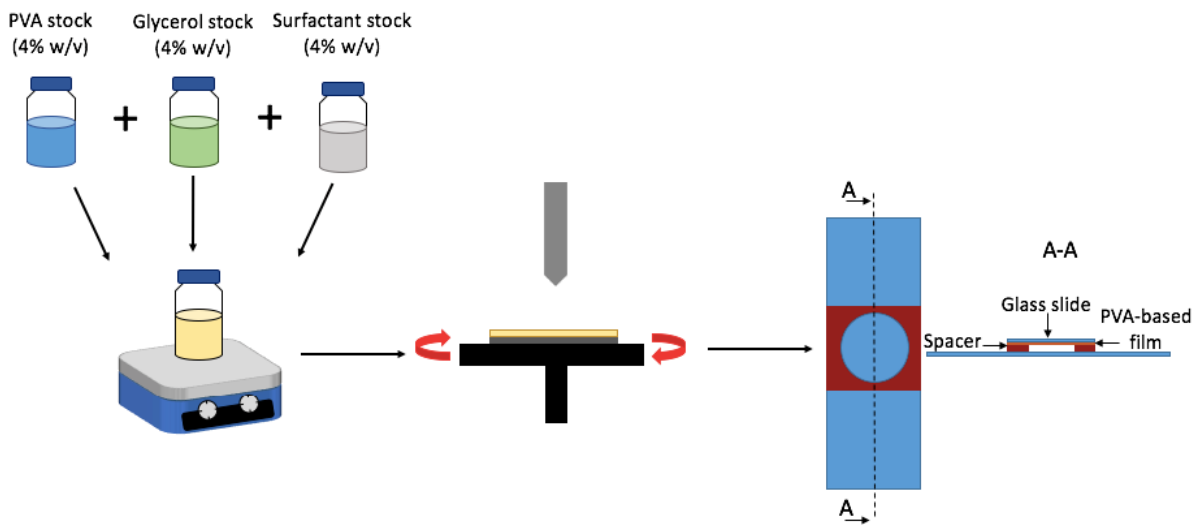 PVA stock
(4% w/v)
Glycerol stock
(4% w/v)
Surfactant stock
(4% w/v)
+
+
A
A
A-A
Glass slide
Spacer
PVA-based
film